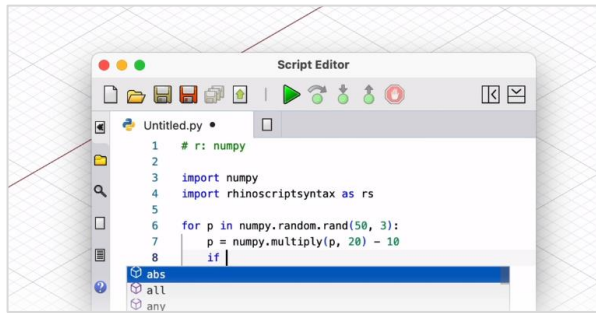 Script Editor
Untitled.py
1 # r: numpy
2
3 import numpy
4 import rhinoscriptsyntax as rs
5
6 for p in numpy.random.rand(50, 3):
7 p = numpy.multiply(p, 20) - 10
8 if
abs
all
any